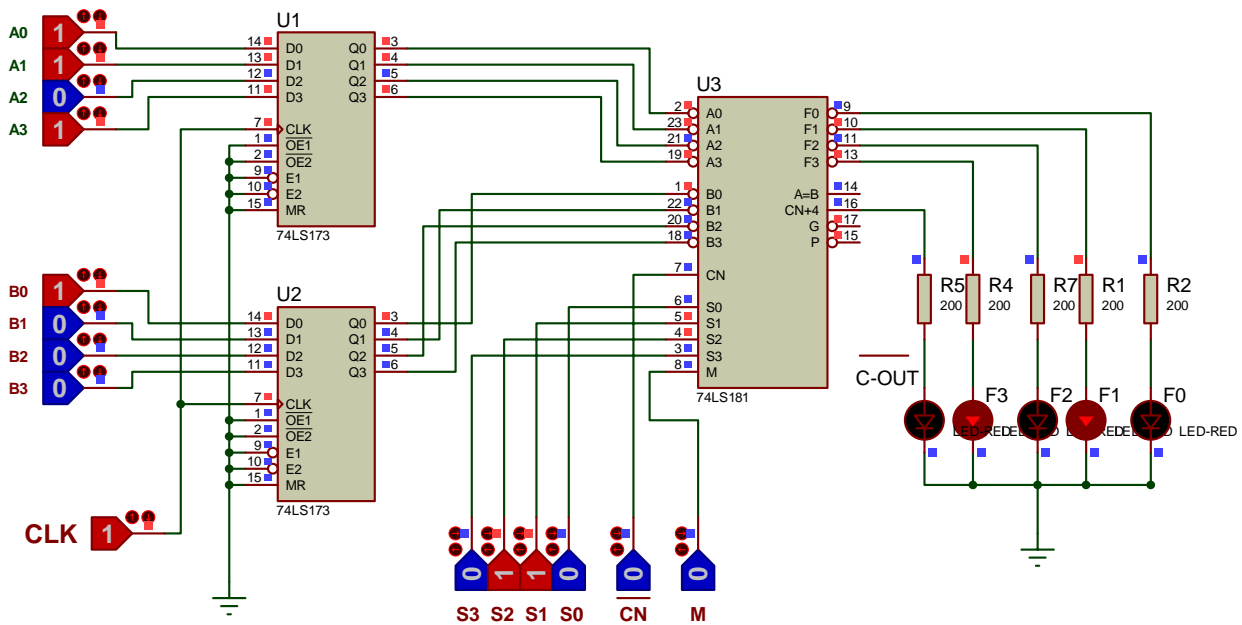 A0 1
A1 1
A2 0
A3 1
U1
14 D0 Q0 3
13 D1 Q1 4
12 D2 Q2 5
11 D3 Q3 6
7 CLK
1 OE1
2 OE2
9 E1
10 E2
15 MR
74LS173
B0 1
B1 0
B2 0
B3 0
U2
14 D0 Q0 3
13 D1 Q1 4
12 D2 Q2 5
11 D3 Q3 6
7 CLK
1 OE1
2 OE2
9 E1
10 E2
15 MR
74LS173
CLK 1
U3
2 A0 F0 9
23 A1 F1 10
21 A2 F2 11
19 A3 F3 13
1 B0 A=B 14
22 B1 CN+4 16
20 B2 G 17
18 B3 P 15
7 CN
6 S0
5 S1
4 S2
3 S3
8 M
74LS181
0 1 1 0 0 0
S3 S2 S1 S0 CN M
R5 R4 R7 R1 R2
200 200 200 200 200
C-OUT F3 F2 F1 F0
LED-RED